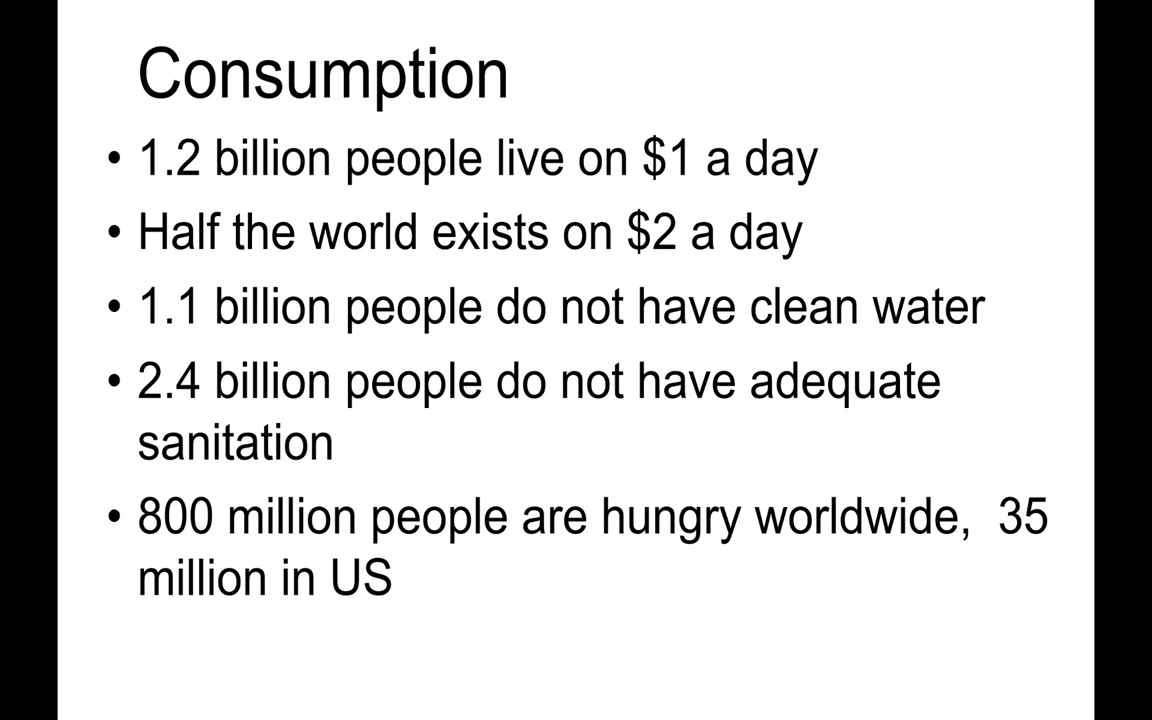 Consumption
• 1.2 billion people live on $1 a day
• Half the world exists on $2 a day
• 1.1 billion people do not have clean water
• 2.4 billion people do not have adequate
sanitation
• 800 million people are hungry worldwide,  35
million in US